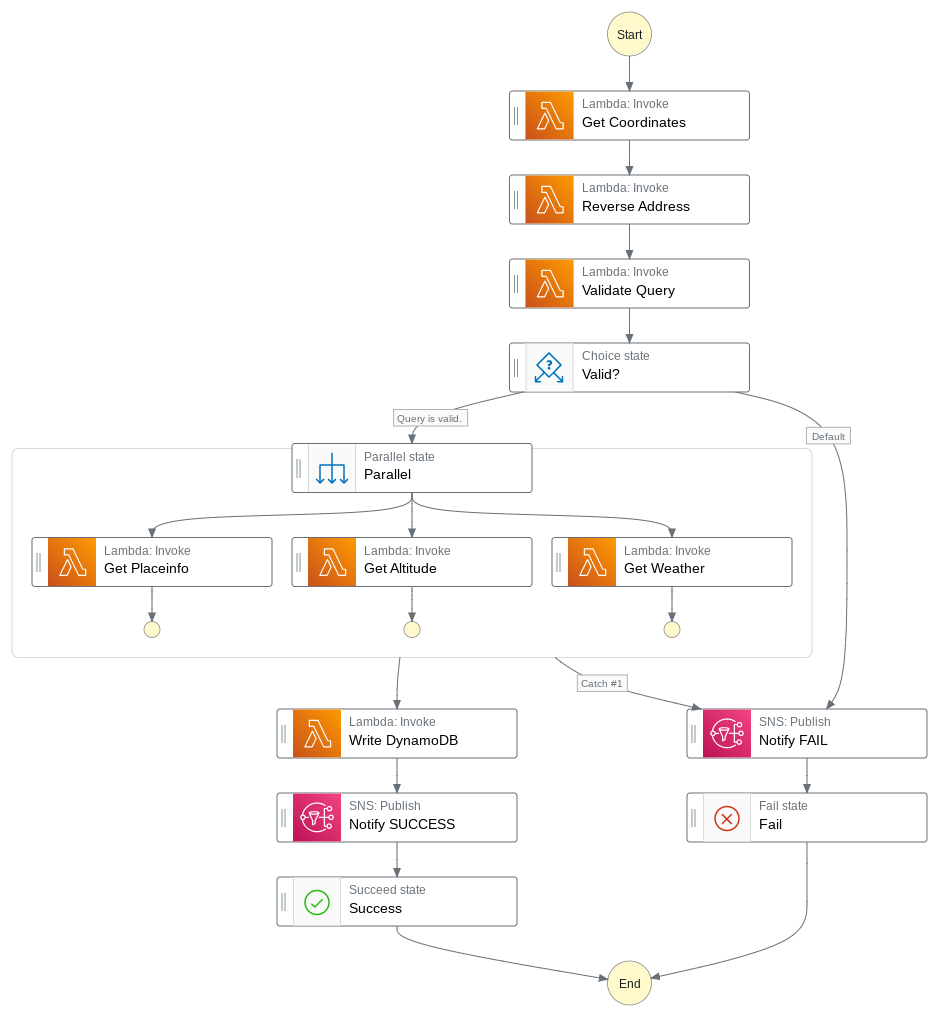 Start
Lambda: Invoke
Get Coordinates
Lambda: Invoke
Reverse Address
Lambda: Invoke
Validate Query
Choice state
Valid?
Query is valid.
Default
Parallel state
Parallel
Lambda: Invoke
Get Placeinfo
Lambda: Invoke
Get Altitude
Lambda: Invoke
Get Weather
Catch #1
Lambda: Invoke
Write DynamoDB
SNS: Publish
Notify FAIL
SNS: Publish
Notify SUCCESS
Fail state
Fail
Succeed state
Success
End